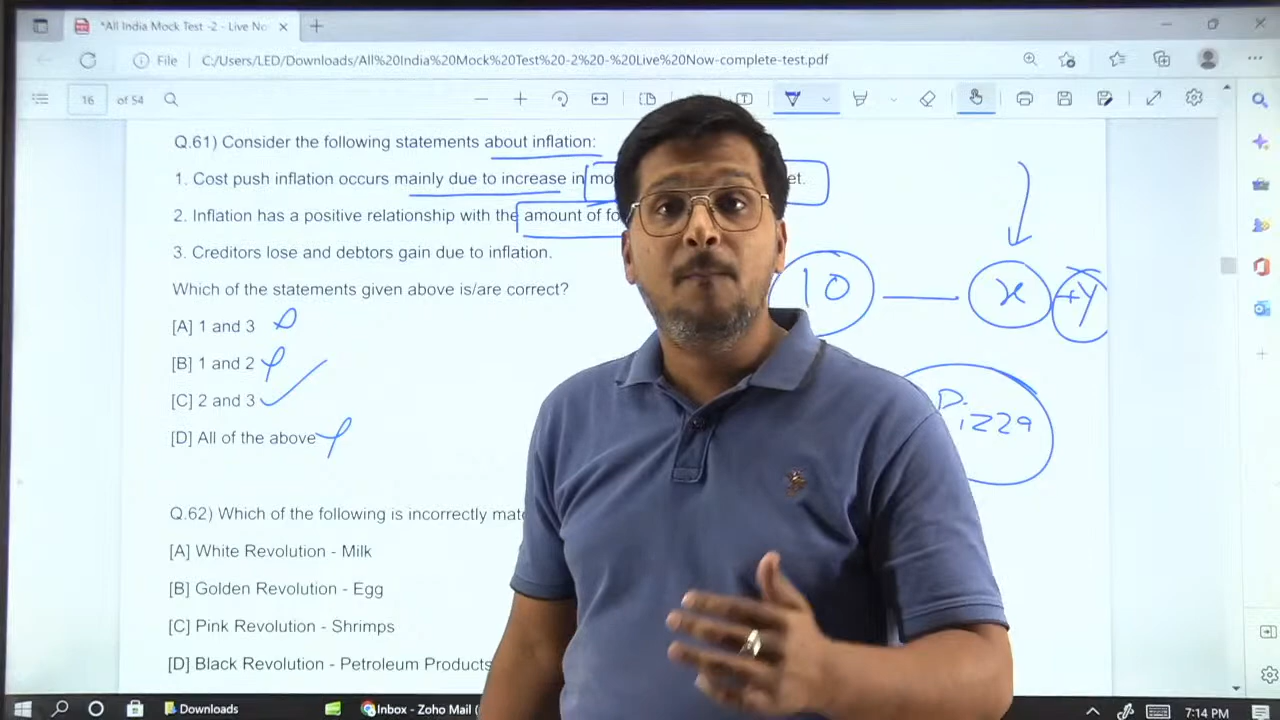 *All India Mock Test -2 - Live No
File C:/Users/LED/Downloads/All%20India%20Mock%20Test%20-2%20-%20Live%20Now-complete-test.pdf
16 of 54
Q.61) Consider the following statements about inflation:
1. Cost push inflation occurs mainly due to increase in mo et.
2. Inflation has a positive relationship with the amount of fo
3. Creditors lose and debtors gain due to inflation.
Which of the statements given above is/are correct?
10 x +y
[A] 1 and 3
[B] 1 and 2
[C] 2 and 3
Pizza
[D] All of the above
Q.62) Which of the following is incorrectly mat
[A] White Revolution - Milk
[B] Golden Revolution - Egg
[C] Pink Revolution - Shrimps
[D] Black Revolution - Petroleum Products
Downloads Inbox - Zoho Mail ( 7:14 PM